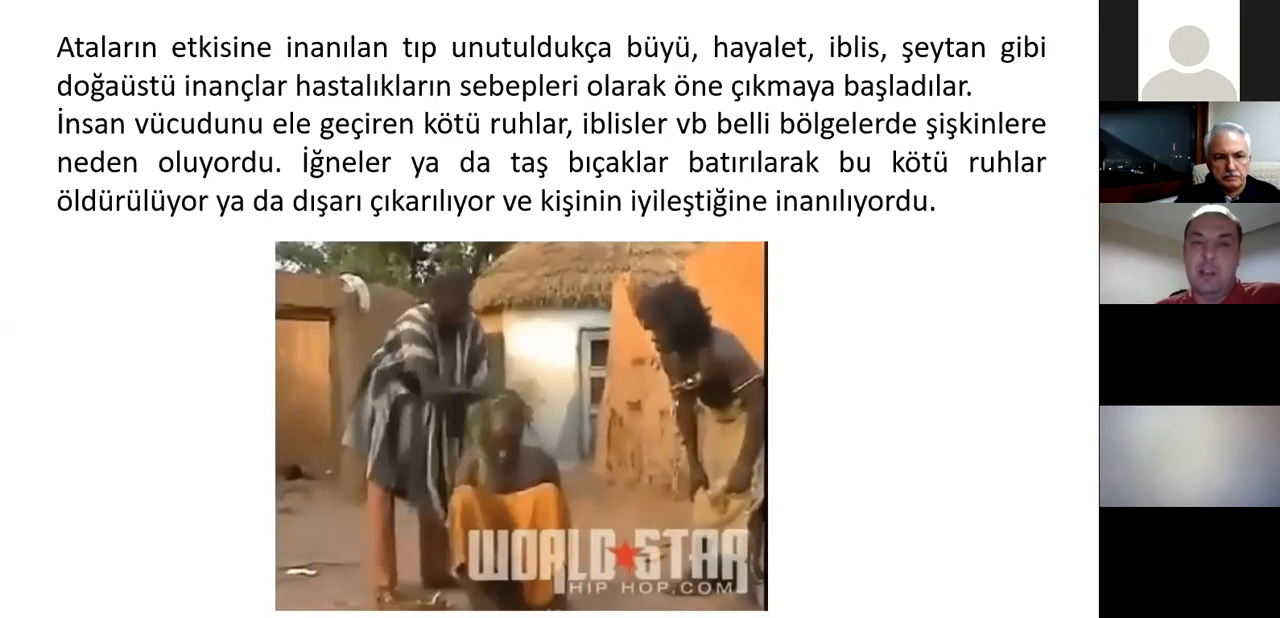 Ataların etkisine inanılan tıp unutuldukça büyü, hayalet, iblis, şeytan gibi
doğaüstü inançlar hastalıkların sebepleri olarak öne çıkmaya başladılar.
İnsan vücudunu ele geçiren kötü ruhlar, iblisler vb belli bölgelerde şişkinlere
neden oluyordu. İğneler ya da taş bıçaklar batırılarak bu kötü ruhlar
öldürülüyor ya da dışarı çıkarılıyor ve kişinin iyileştiğine inanılıyordu.
WORLD STAR
HIP HOP.COM